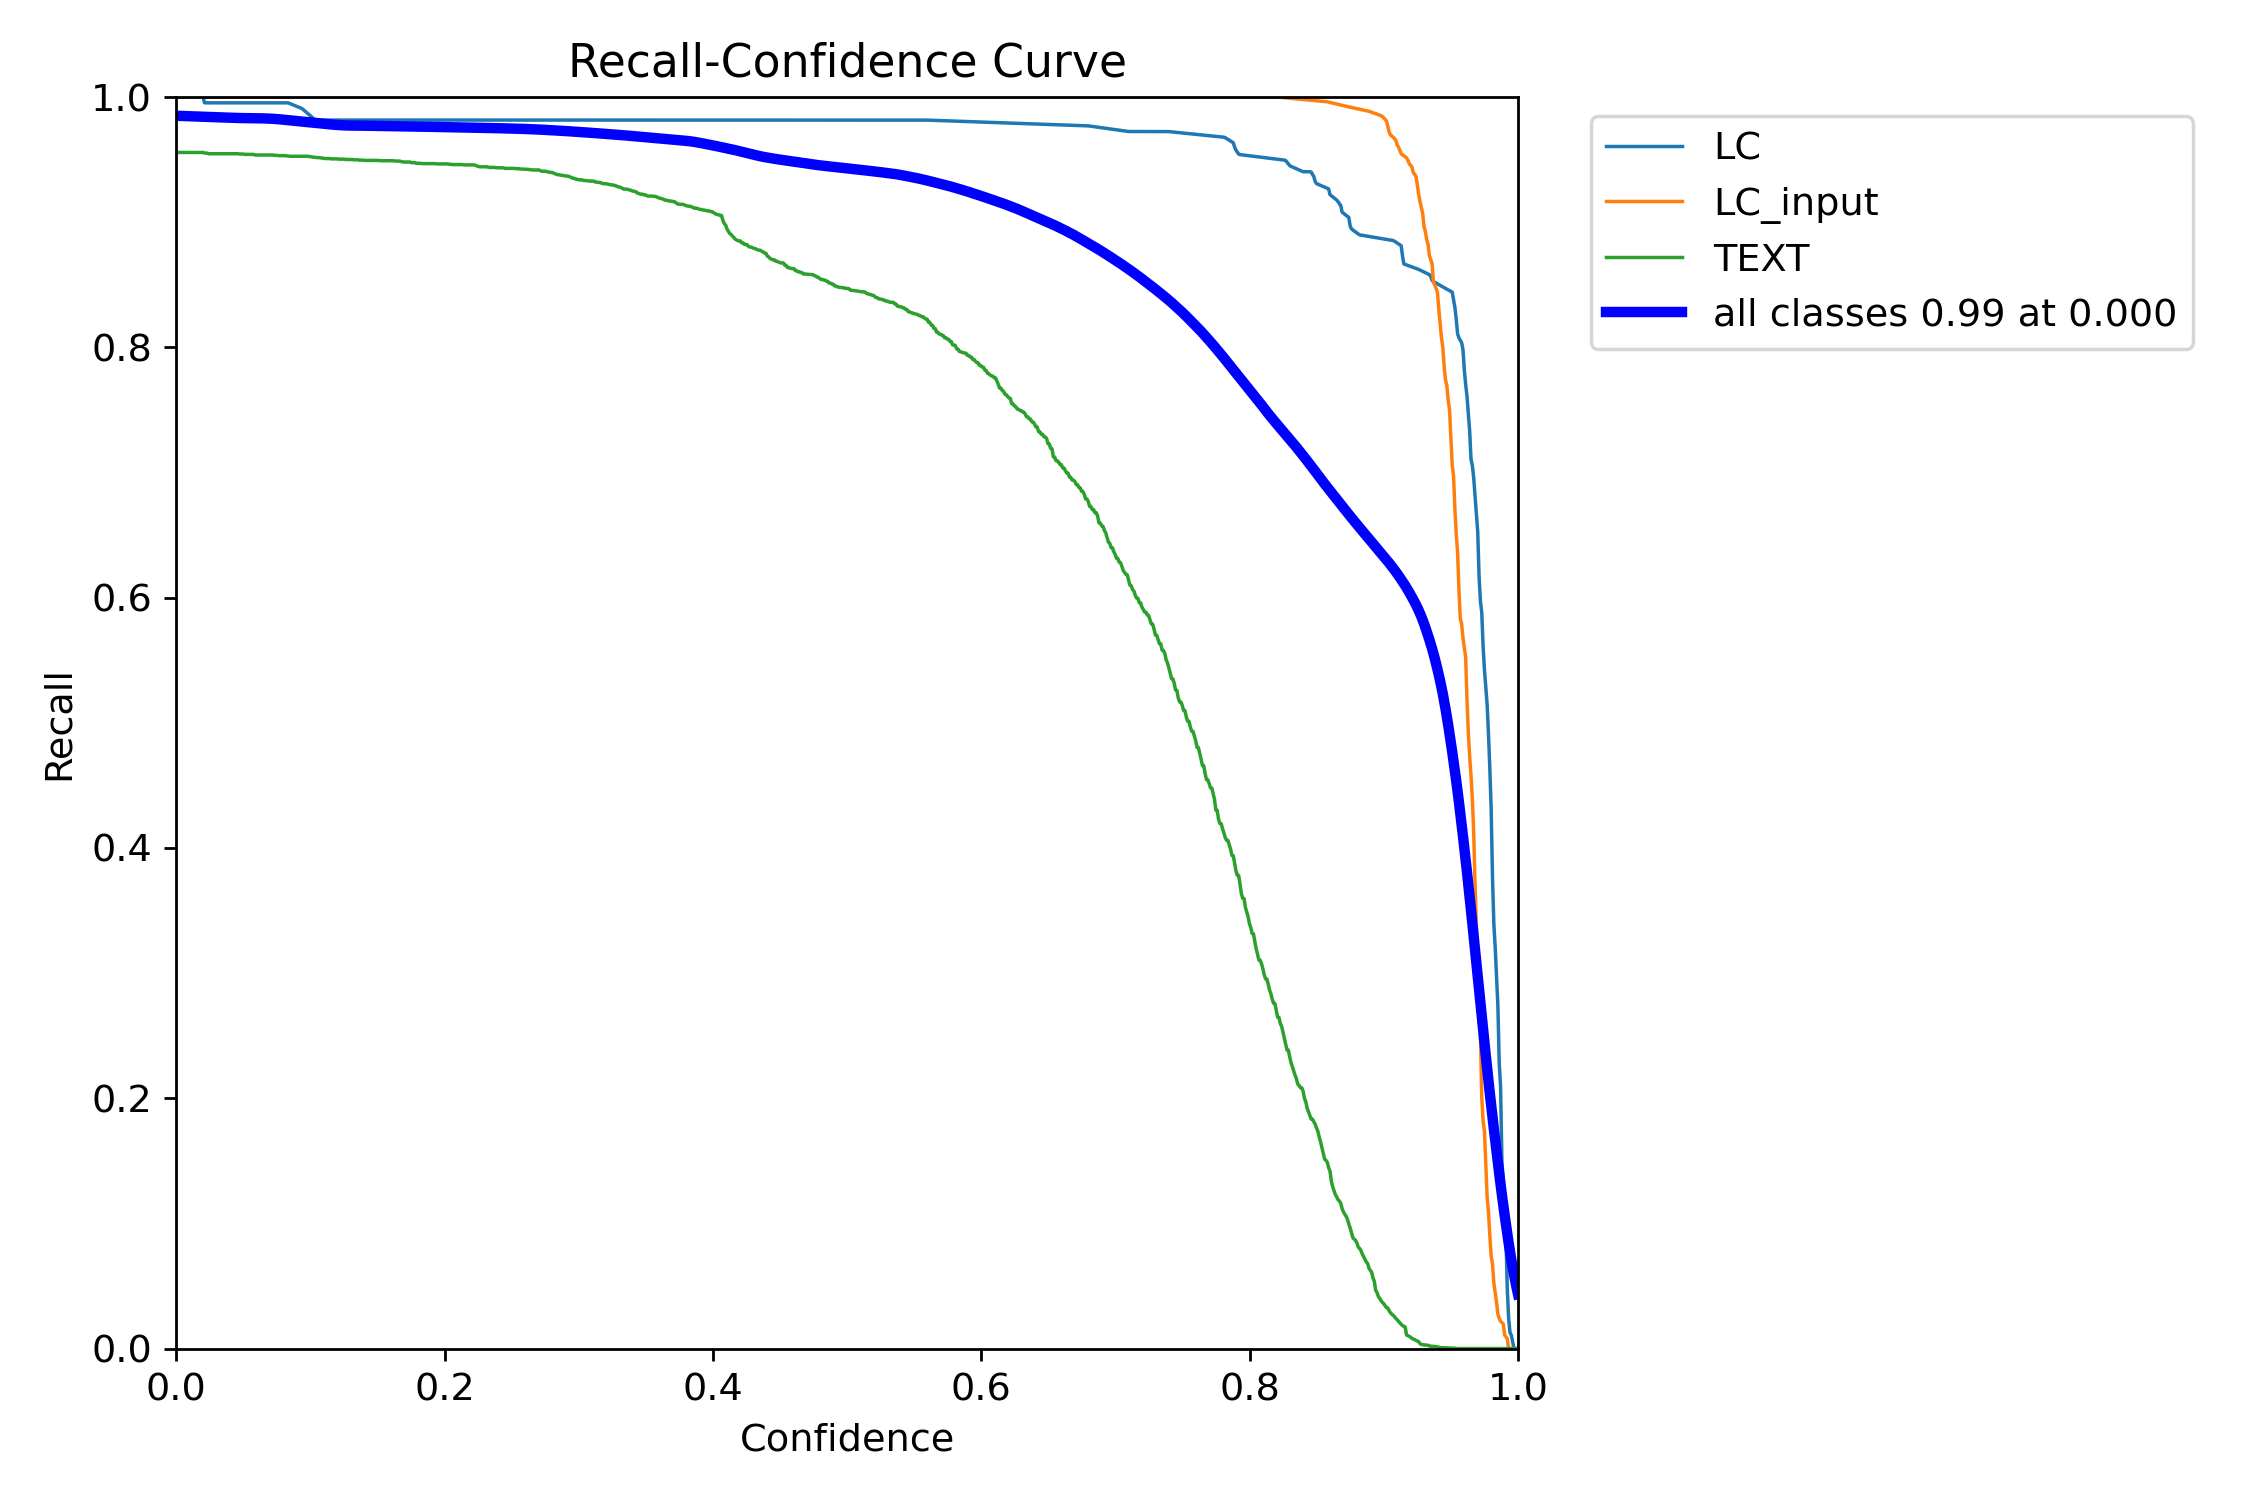 Recall-Confidence Curve
1.0
0.8
0.6
0.4
0.2
0.0
Recall
0.0 0.2 0.4 0.6 0.8 1.0
Confidence
LC
LC_input
TEXT
all classes 0.99 at 0.000